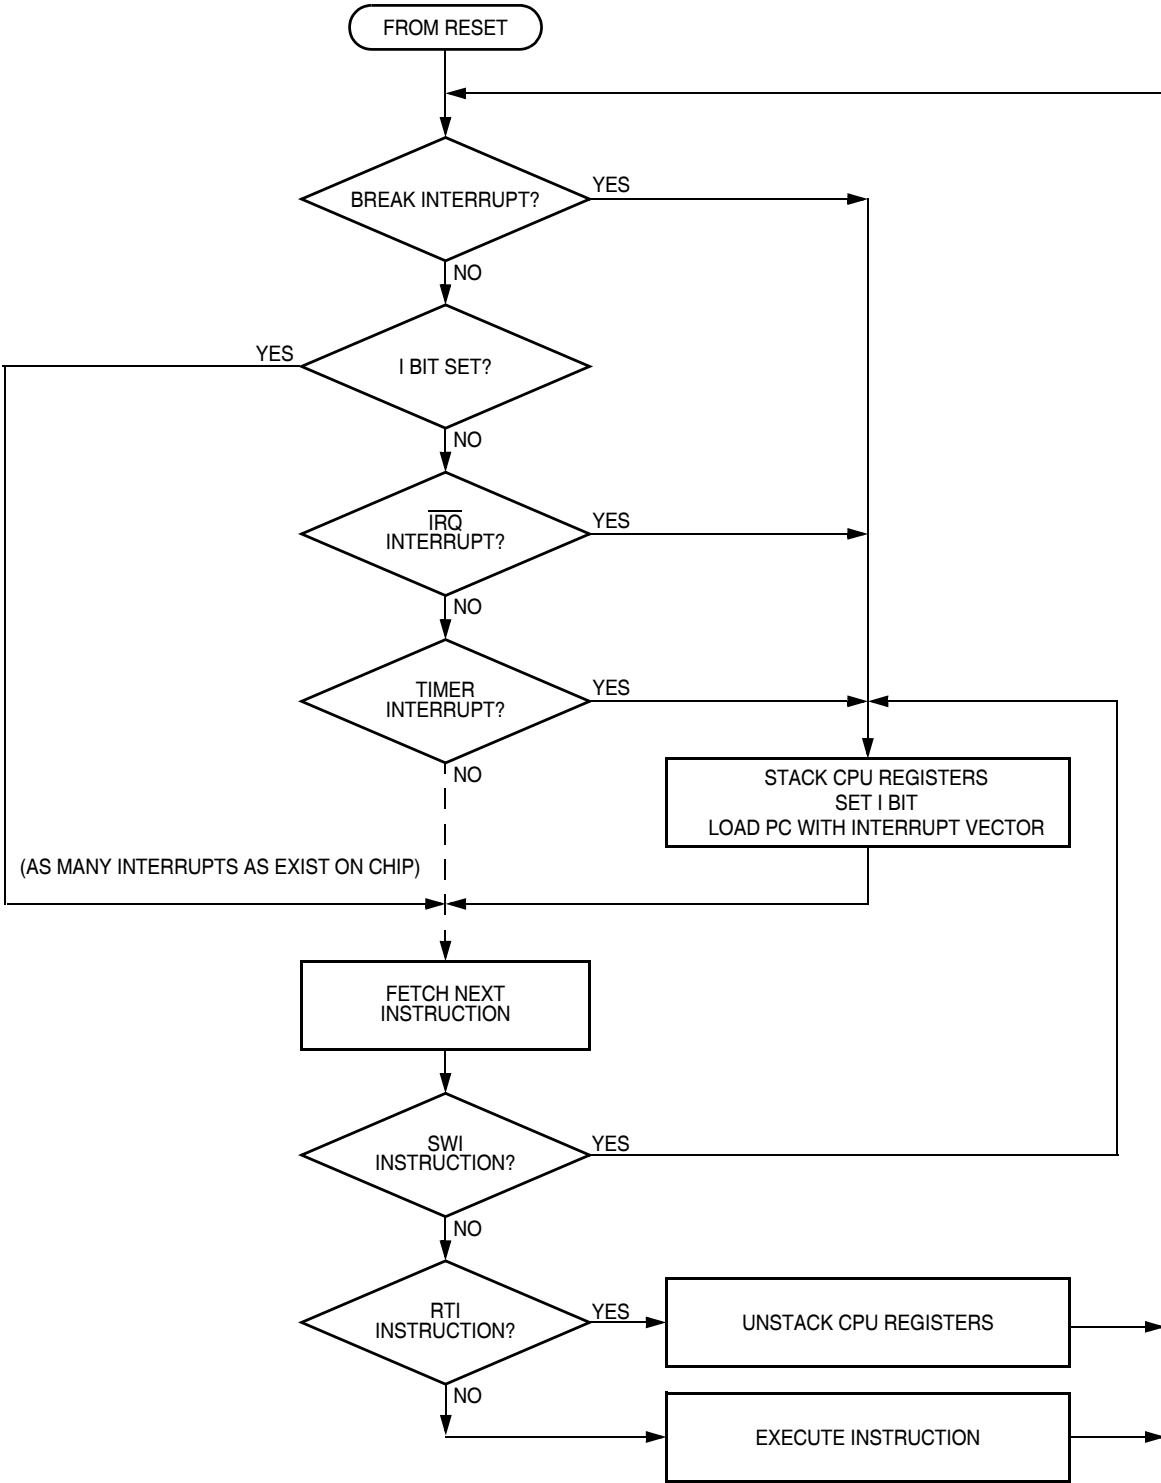 FROM RESET
BREAK INTERRUPT?
YES
NO
YES
I BIT SET?
NO
IRQ
INTERRUPT?
YES
NO
TIMER
INTERRUPT?
YES
NO
STACK CPU REGISTERS
SET I BIT
LOAD PC WITH INTERRUPT VECTOR
(AS MANY INTERRUPTS AS EXIST ON CHIP)
FETCH NEXT
INSTRUCTION
SWI
INSTRUCTION?
YES
NO
RTI
INSTRUCTION?
YES
UNSTACK CPU REGISTERS
NO
EXECUTE INSTRUCTION